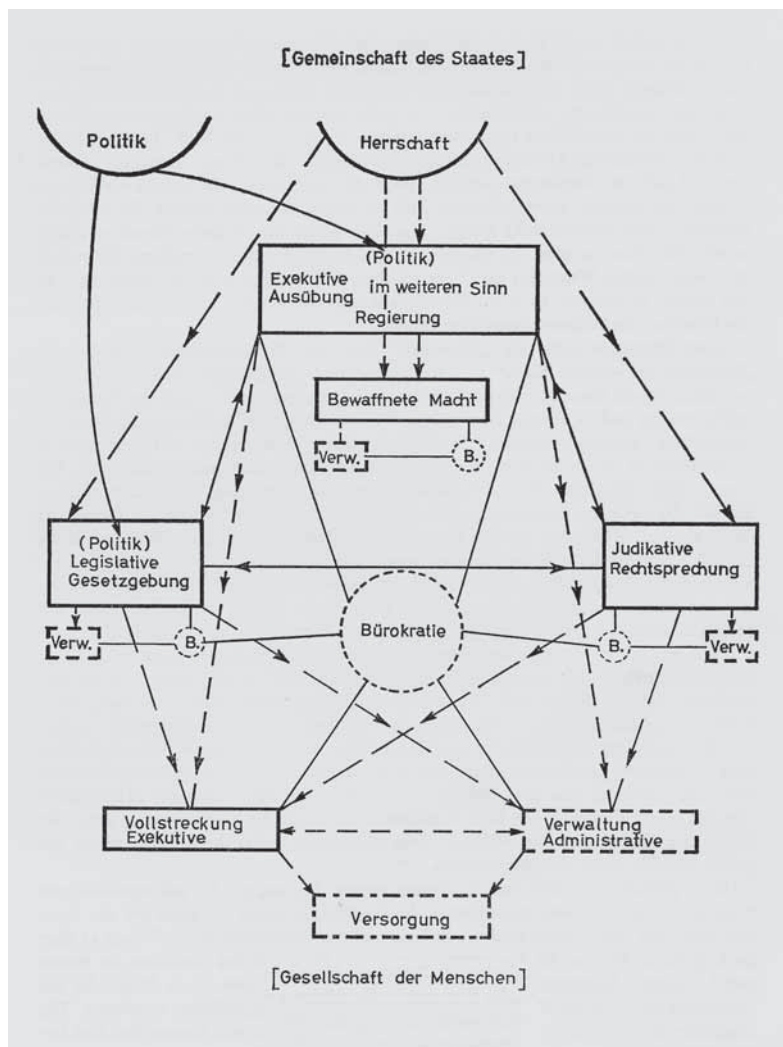 [Gemeinschaft des Staates]
Politik
Herrschaft
(Politik)
Exekutive im weiteren Sinn
Ausübung
Regierung
Bewaffnete Macht
Verw.
B.
(Politik)
Legislative
Gesetzgebung
Judikative
Rechtsprechung
Verw.
B.
Bürokratie
B.
Verw.
Vollstreckung
Exekutive
Verwaltung
Administrative
Versorgung
[Gesellschaft der Menschen]